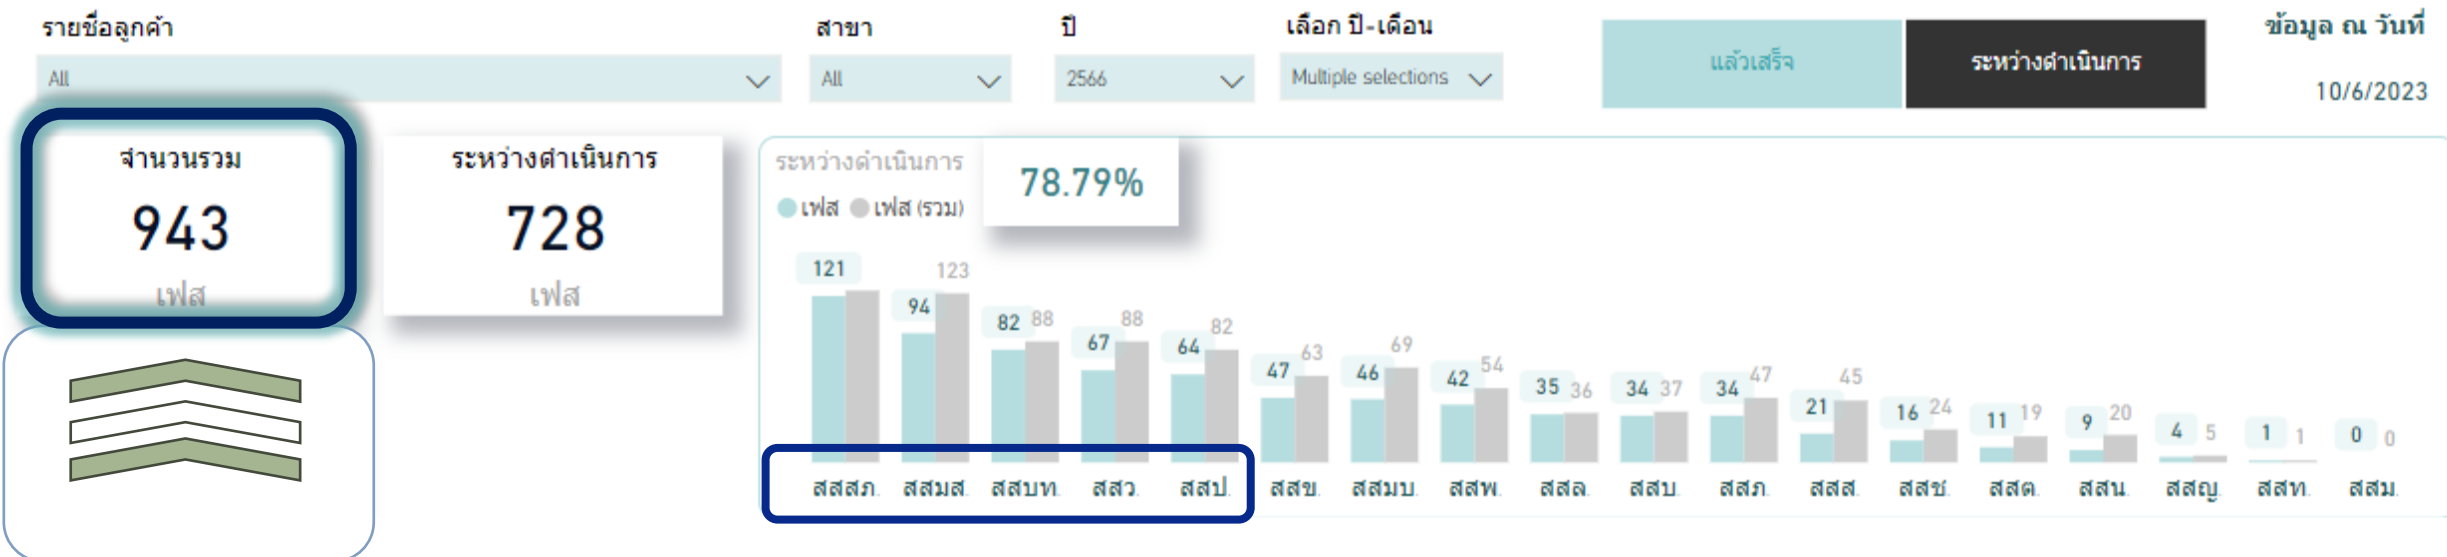 รายชื่อลูกค้า
All
สาขา
All
ปี
2566
เลือก ปี-เดือน
Multiple selections
แล้วเสร็จ
ระหว่างดำเนินการ
ข้อมูล ณ วันที่
10/6/2023
จำนวนรวม
943
เฟส
ระหว่างดำเนินการ
728
เฟส
ระหว่างดำเนินการ
78.79%
เฟส เฟส (รวม)
121
94 123
82 88
67 88
64 82
47 63
46 69
42 54
35 36
34 37
34 47
21 45
16 24
11 19
9 20
4 5
1 1
0 0
สสสภ. สสมส. สสบท. สสว. สสป. สสข. สสมบ. สสพ. สสล. สสบ. สสภ. สสส. สสช. สสต. สสน. สสญ. สสท. สสม.